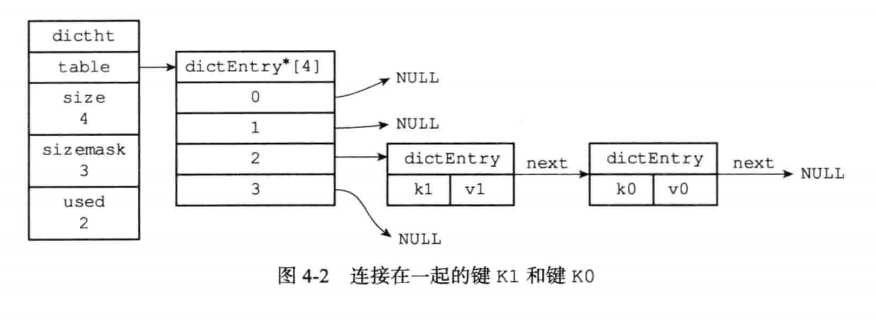 dictht
table
size
4
sizemask
3
used
2
dictEntry*[4]
0
1
2
3
NULL
NULL
dictEntry
k1 v1
next
dictEntry
k0 v0
next
NULL
NULL
图 4-2 连接在一起的键 K1 和键 K0